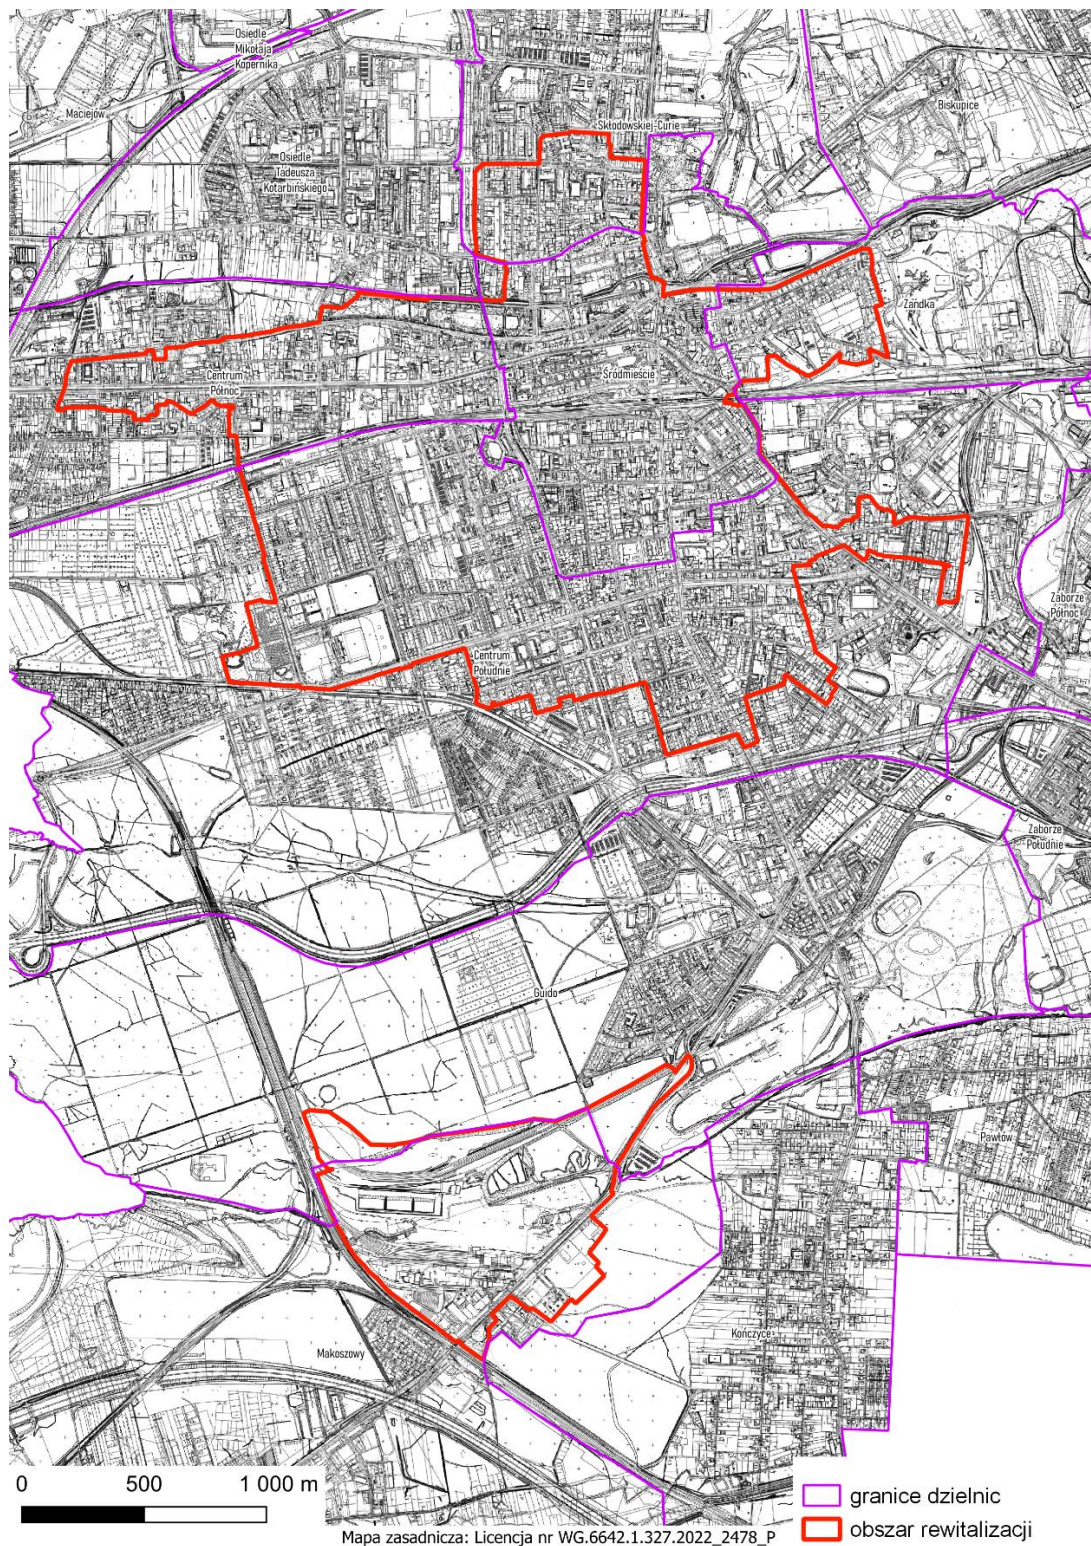 Osiedle
Mikołaja
Kopernika
Maciejów
Biskupice
Skłodowskiej-Curie
Osiedle
Tadeusza
Kotarbińskiego
Zandka
Centrum
Północ
Śródmieście
Zaborze
Północ
Centrum
Południe
Zaborze
Południe
Guido
Pawłów
Makoszowy
Kończyce
0 500 1 000 m
granice dzielnic
obszar rewitalizacji
Mapa zasadnicza: Licencja nr WG.6642.1.327.2022_2478_P